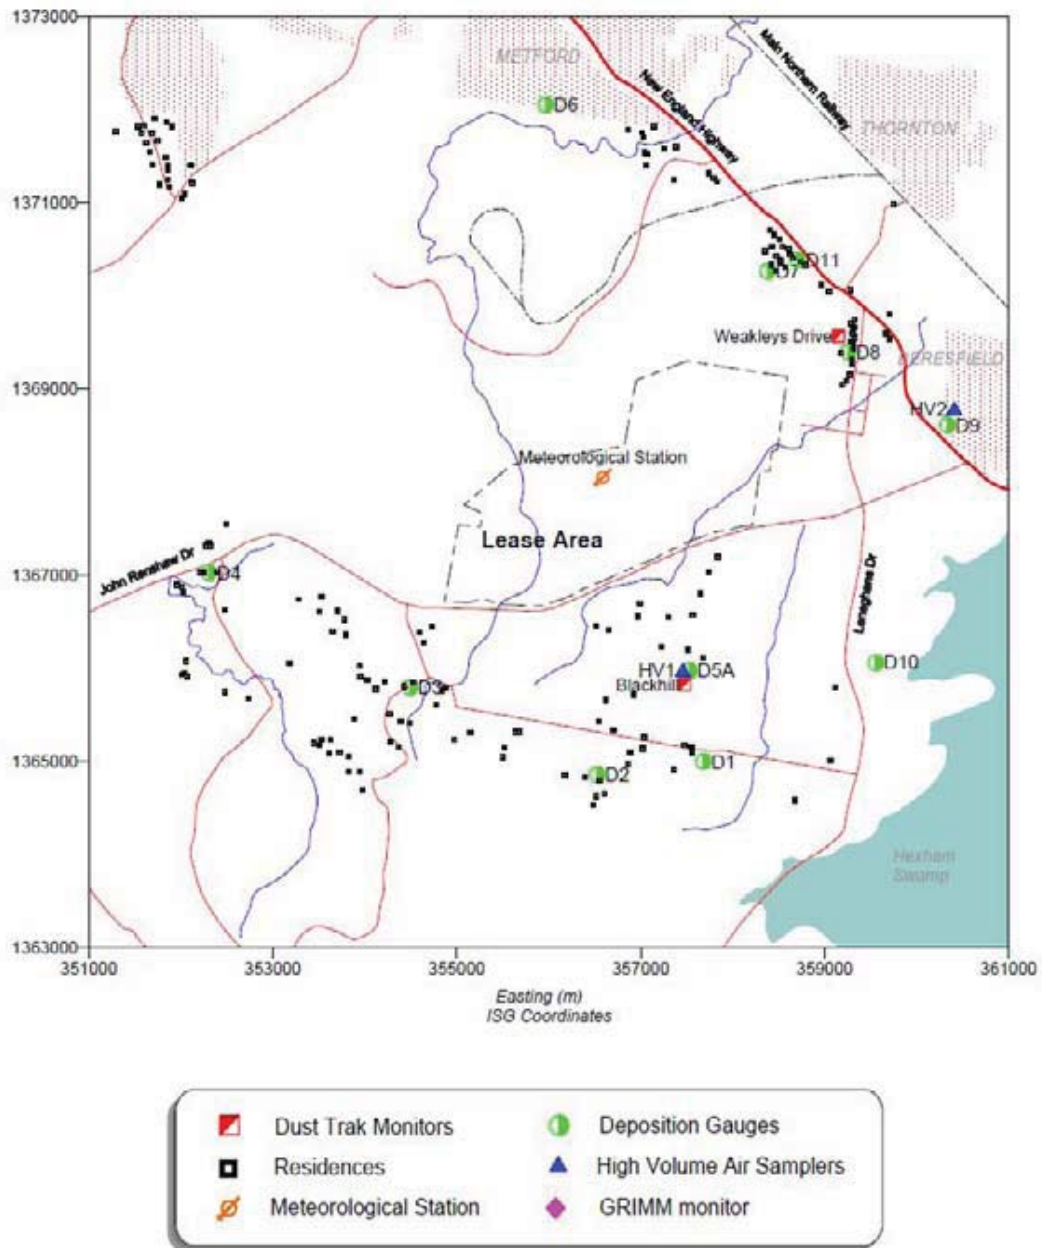 1373000
METFORD
New England Highway
Main Northern Railway
D6
THORNTON
1371000
D11
D7
Weakleys Drive
D8
BERESFIELD
1369000
HV2
D9
Meteorological Station
Lease Area
John Renshaw Dr
D4
1367000
Lenaghans Dr
D10
HV1
D5A
Blackhill
D3
1365000
D1
D2
Hexham
Swamp
1363000
351000
353000
355000
357000
359000
361000
Easting (m)
ISG Coordinates
Dust Trak Monitors
Deposition Gauges
Residences
High Volume Air Samplers
Meteorological Station
GRIMM monitor